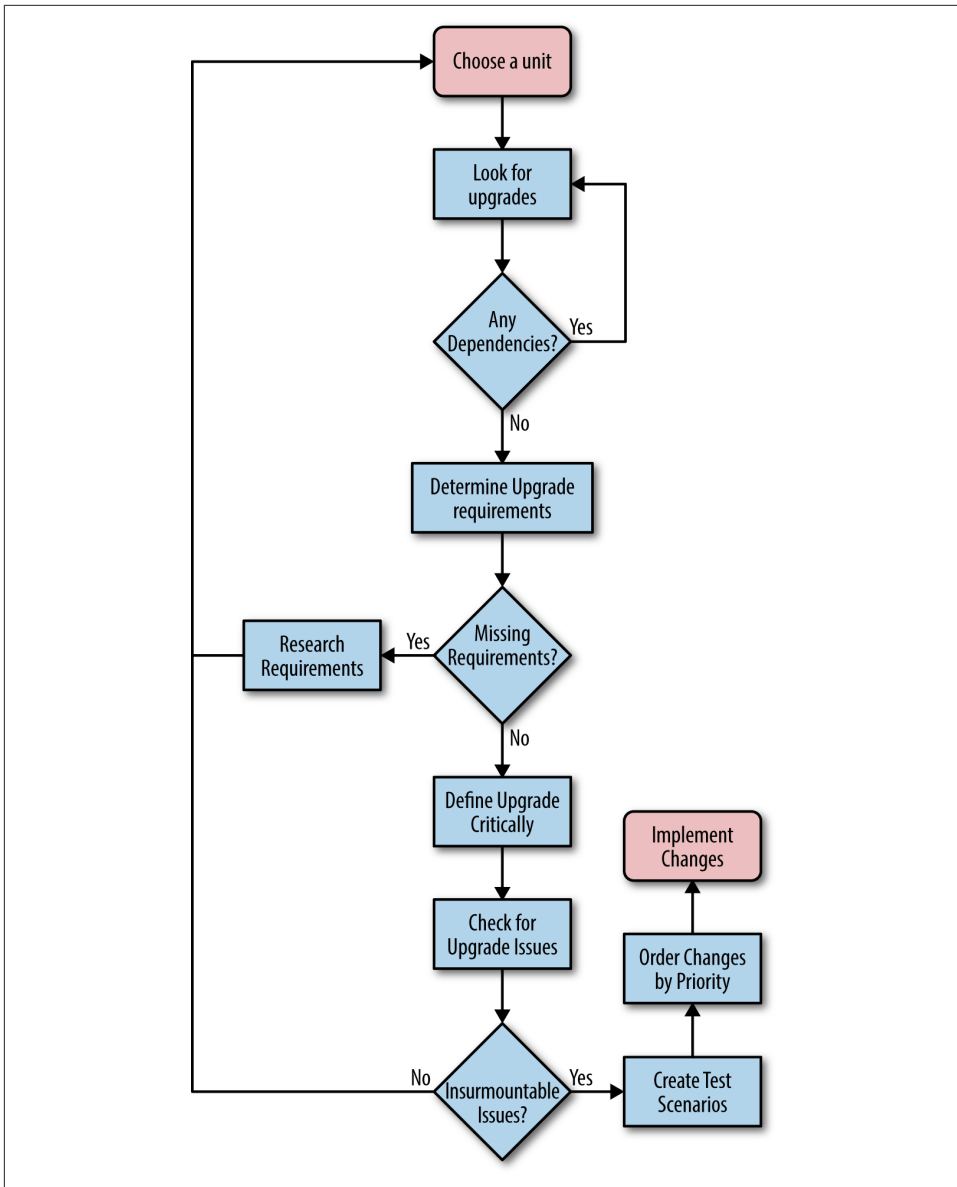 Choose a unit
Look for
upgrades
Any
Dependencies?
Yes
No
Determine Upgrade
requirements
Missing
Requirements?
Yes
Research
Requirements
No
Define Upgrade
Critically
Check for
Upgrade Issues
Insurmountable
Issues?
No
Yes
Create Test
Scenarios
Order Changes
by Priority
Implement
Changes